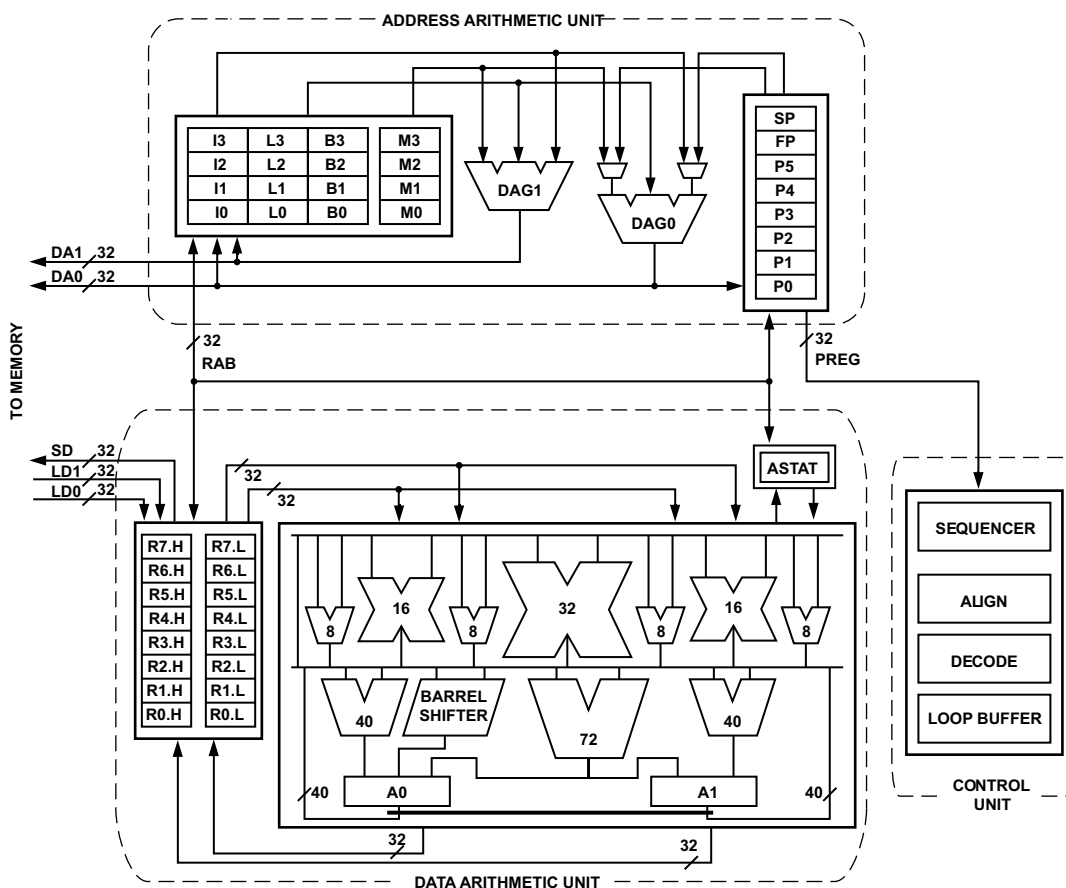 ADDRESS ARITHMETIC UNIT
I3 L3 B3 M3
I2 L2 B2 M2
I1 L1 B1 M1
I0 L0 B0 M0
DAG1
DAG0
SP
FP
P5
P4
P3
P2
P1
P0
DA1 32
DA0 32
32
RAB
32
PREG
TO MEMORY
SD 32
LD1 32
LD0 32
32
32
ASTAT
R7.H R7.L
R6.H R6.L
R5.H R5.L
R4.H R4.L
R3.H R3.L
R2.H R2.L
R1.H R1.L
R0.H R0.L
16
32
16
8
8
8
8
40
BARREL
SHIFTER
72
40
40
A0
A1
40
32
32
DATA ARITHMETIC UNIT
SEQUENCER
ALIGN
DECODE
LOOP BUFFER
CONTROL
UNIT